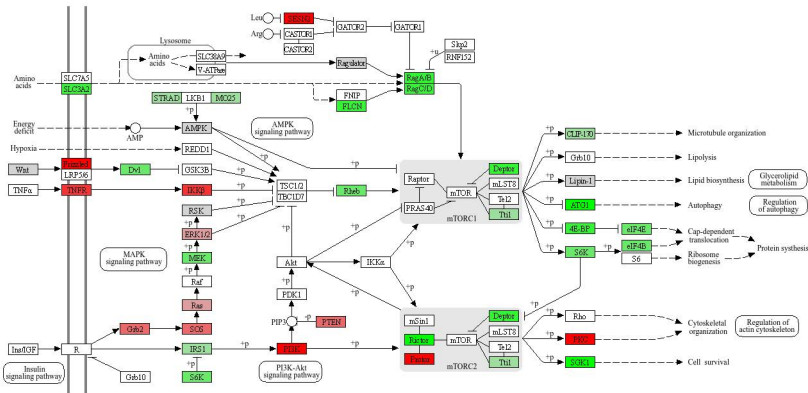 Leu
SESN2
GATOR2
GATOR1
Arg
CASTOR1
CASTOR2
Skp2
RNF152
+u
Lysosome
Amino
acids
SLC38A9
V-ATPase
Ragulator
RagA/B
RagC/D
SLC7A5
SLC3A2
Amino
acids
FNIP
FLCN
STRAD
LKB1
MO25
+p
AMPK
signaling pathway
Energy
deficit
AMP
AMPK
Hypoxia
REDD1
Wnt
Frizzled
LRP5/6
Dvl
GSK3B
TNFα
TNFR
IKKβ
+p
TSC1/2
TBC1D7
+p
Rheb
+p
Raptor
PRAS40
mTOR
Deptor
mLST8
Tel2
Tti1
mTORC1
+p
CLIP-170
Microtubule organization
+p
Grb10
Lipolysis
+p
Lipin-1
Lipid biosynthesis
Glycerolipid
metabolism
+p
ATG1
Autophagy
Regulation
of autophagy
+p
4E-BP
eIF4E
Cap-dependent
translocation
+p
S6K
+p
eIF4B
S6
Ribosome
biogenesis
Protein systhesis
RSK
+p
ERK1/2
+p
MEK
+p
Raf
+p
Ras
MAPK
signaling pathway
+p
+p
Akt
IKKα
+p
+p
+p
PDK1
PIP3
-p
PTEN
+p
Grb2
SOS
Ins/IGF
R
+p
IRS1
+p
PI3K
+p
Insulin
signaling pathway
Grb10
+p
S6K
PI3K-Akt
signaling pathway
mSin1
Rictor
Protor
mTOR
Deptor
mLST8
Tel2
Tti1
mTORC2
+p
+p
Rho
+p
PKC
Cytoskeletal
organization
Regulation of
actin cytoskeleton
+p
SGK1
Cell survival